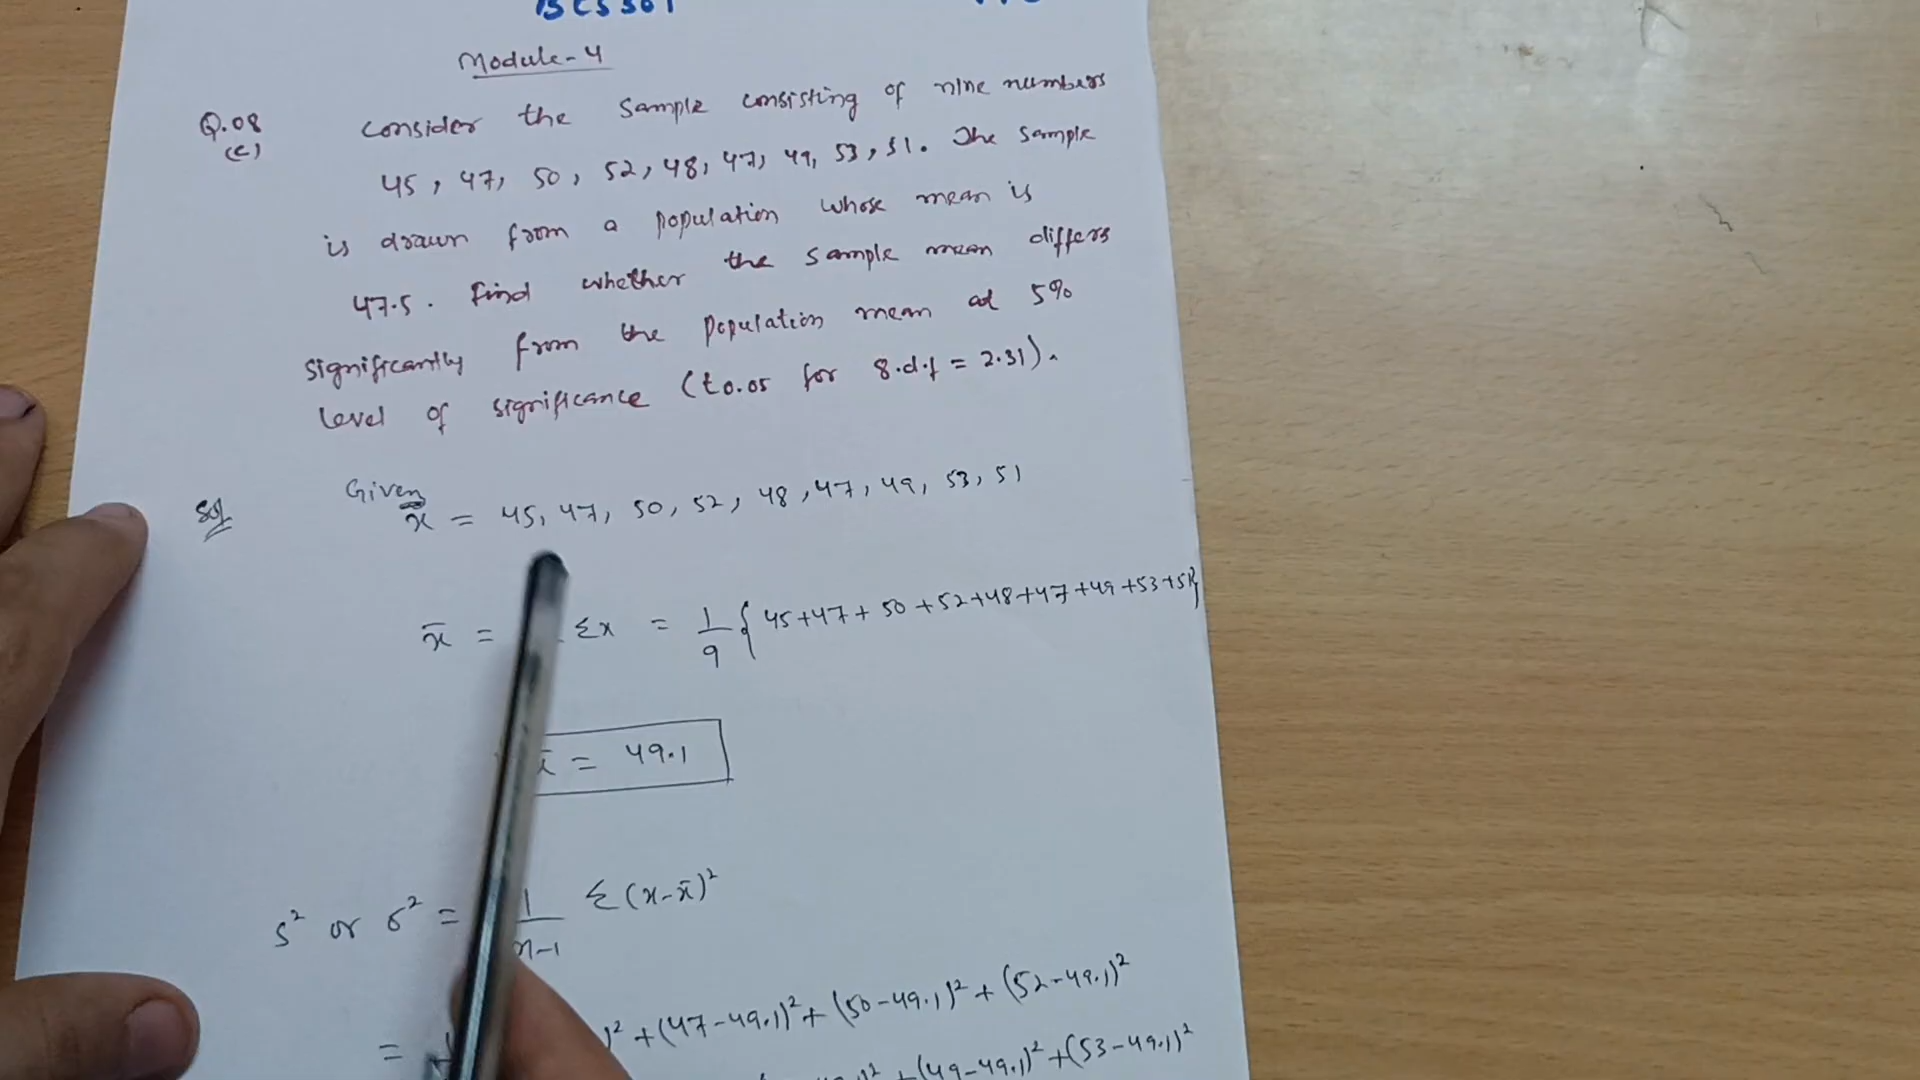 BCS301
Module-4
Q.08 Consider the Sample consisting of nine numbers
(c)
45, 47, 50, 52, 48, 47, 49, 53, 51. The Sample
is drawn from a population whose mean is
47.5. Find whether the sample mean differs
significantly from the population mean at 5%
level of significance (t0.05 for 8.d.f = 2.31).
Sol Given
x = 45, 47, 50, 52, 48, 47, 49, 53, 51
x̄ = Σx = 1/9 {45+47+50+52+48+47+49+53+51}
x̄ = 49.1
s² or σ² = 1/n-1 Σ(x-x̄)²
= )² + (47-49.1)² + (50-49.1)² + (52-49.1)²
)² + (49-49.1)² + (53-49.1)²